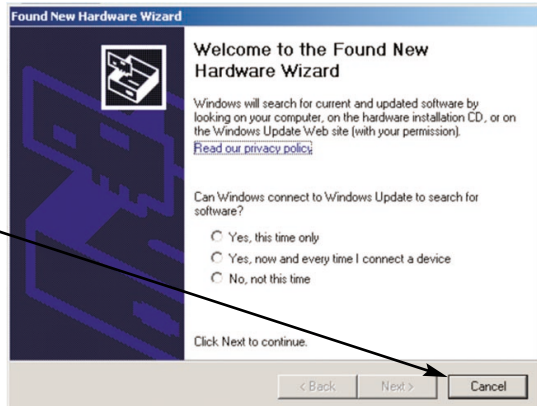 Found New Hardware Wizard
Welcome to the Found New
Hardware Wizard
Windows will search for current and updated software by
looking on your computer, on the hardware installation CD, or on
the Windows Update Web site (with your permission).
Read our privacy policy
Can Windows connect to Windows Update to search for
software?
Yes, this time only
Yes, now and every time I connect a device
No, not this time
Click Next to continue.
< Back
Next >
Cancel